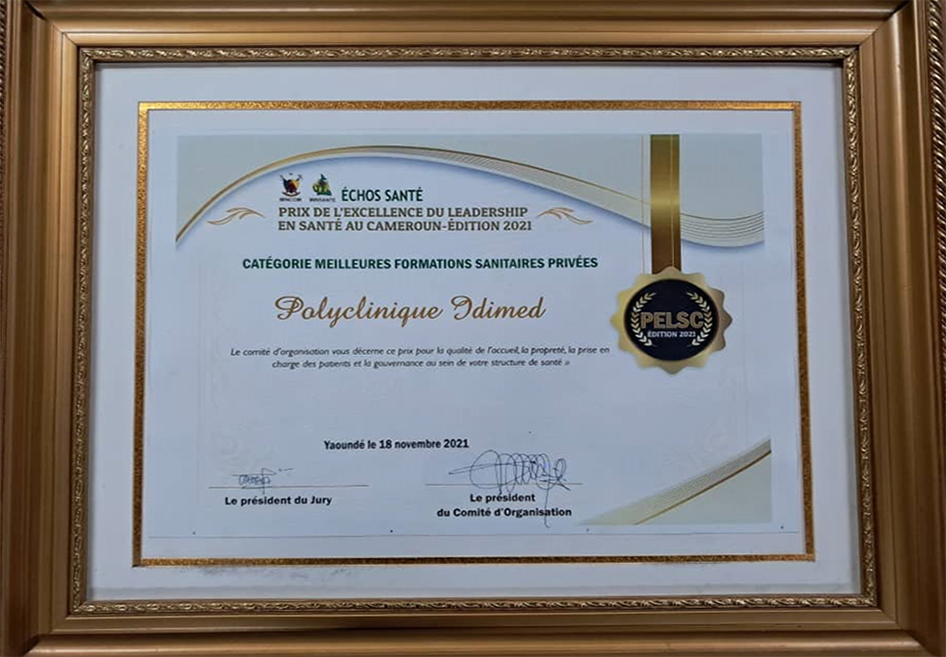 ÉCHOS SANTÉ
PRIX DE L'EXCELLENCE DU LEADERSHIP
EN SANTÉ AU CAMEROUN-ÉDITION 2021
CATÉGORIE MEILLEURES FORMATIONS SANITAIRES PRIVÉES
Polyclinique Idimed
PELSC
ÉDITION 2021
Le comité d'organisation vous décerne ce prix pour la qualité de l'accueil, la propreté, la prise en
charge des patients et la gouvernance au sein de votre structure de santé »
Yaoundé le 18 novembre 2021
Le président du Jury
Le président
du Comité d'Organisation